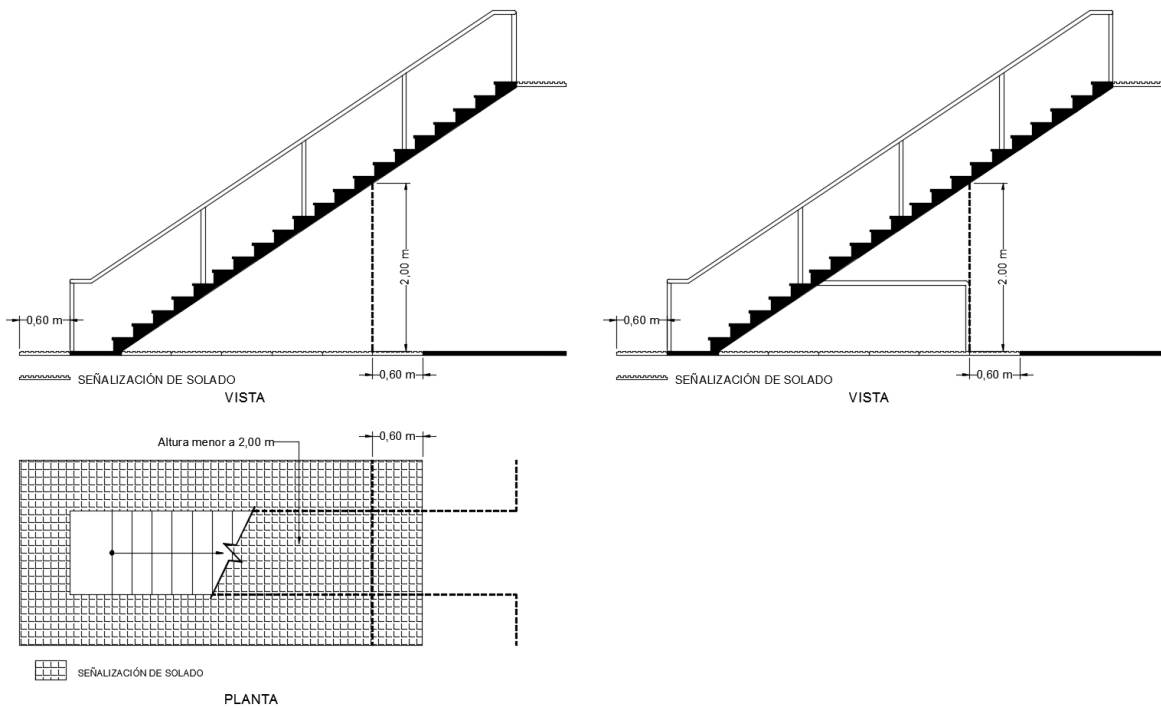 2,00 m
0,60 m
0,60 m
SEÑALIZACIÓN DE SOLADO
VISTA
2.00 m
0,60 m
0,60 m
SEÑALIZACIÓN DE SOLADO
VISTA
Altura menor a 2,00 m
0,60 m
SEÑALIZACIÓN DE SOLADO
PLANTA